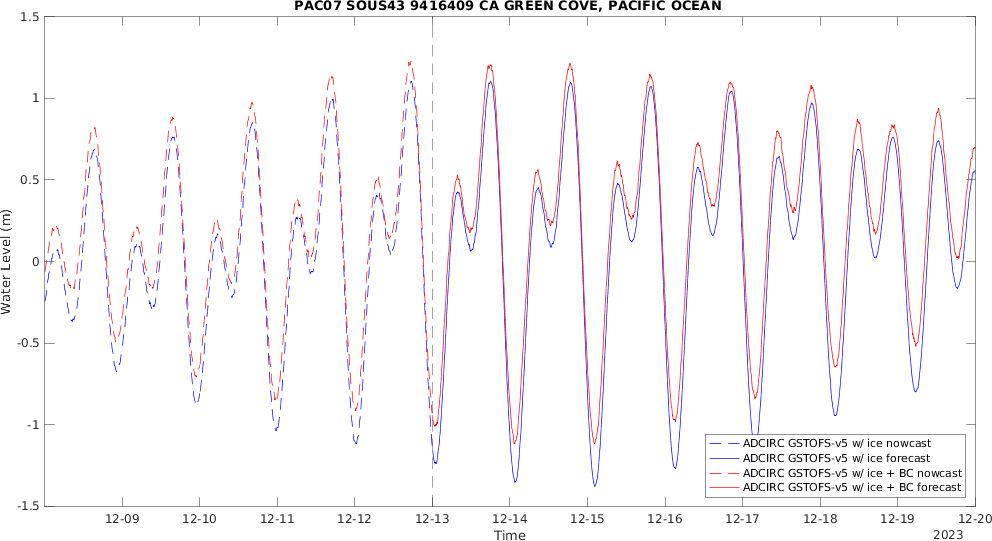 PAC07 SOUS43 9416409 CA GREEN COVE, PACIFIC OCEAN
1.5
1
0.5
0
-0.5
-1
-1.5
Water Level (m)
ADCIRC GSTOFS-v5 w/ ice nowcast
ADCIRC GSTOFS-v5 w/ ice forecast
ADCIRC GSTOFS-v5 w/ ice + BC nowcast
ADCIRC GSTOFS-v5 w/ ice + BC forecast
12-09 12-10 12-11 12-12 12-13 12-14 12-15 12-16 12-17 12-18 12-19 12-20
Time
2023